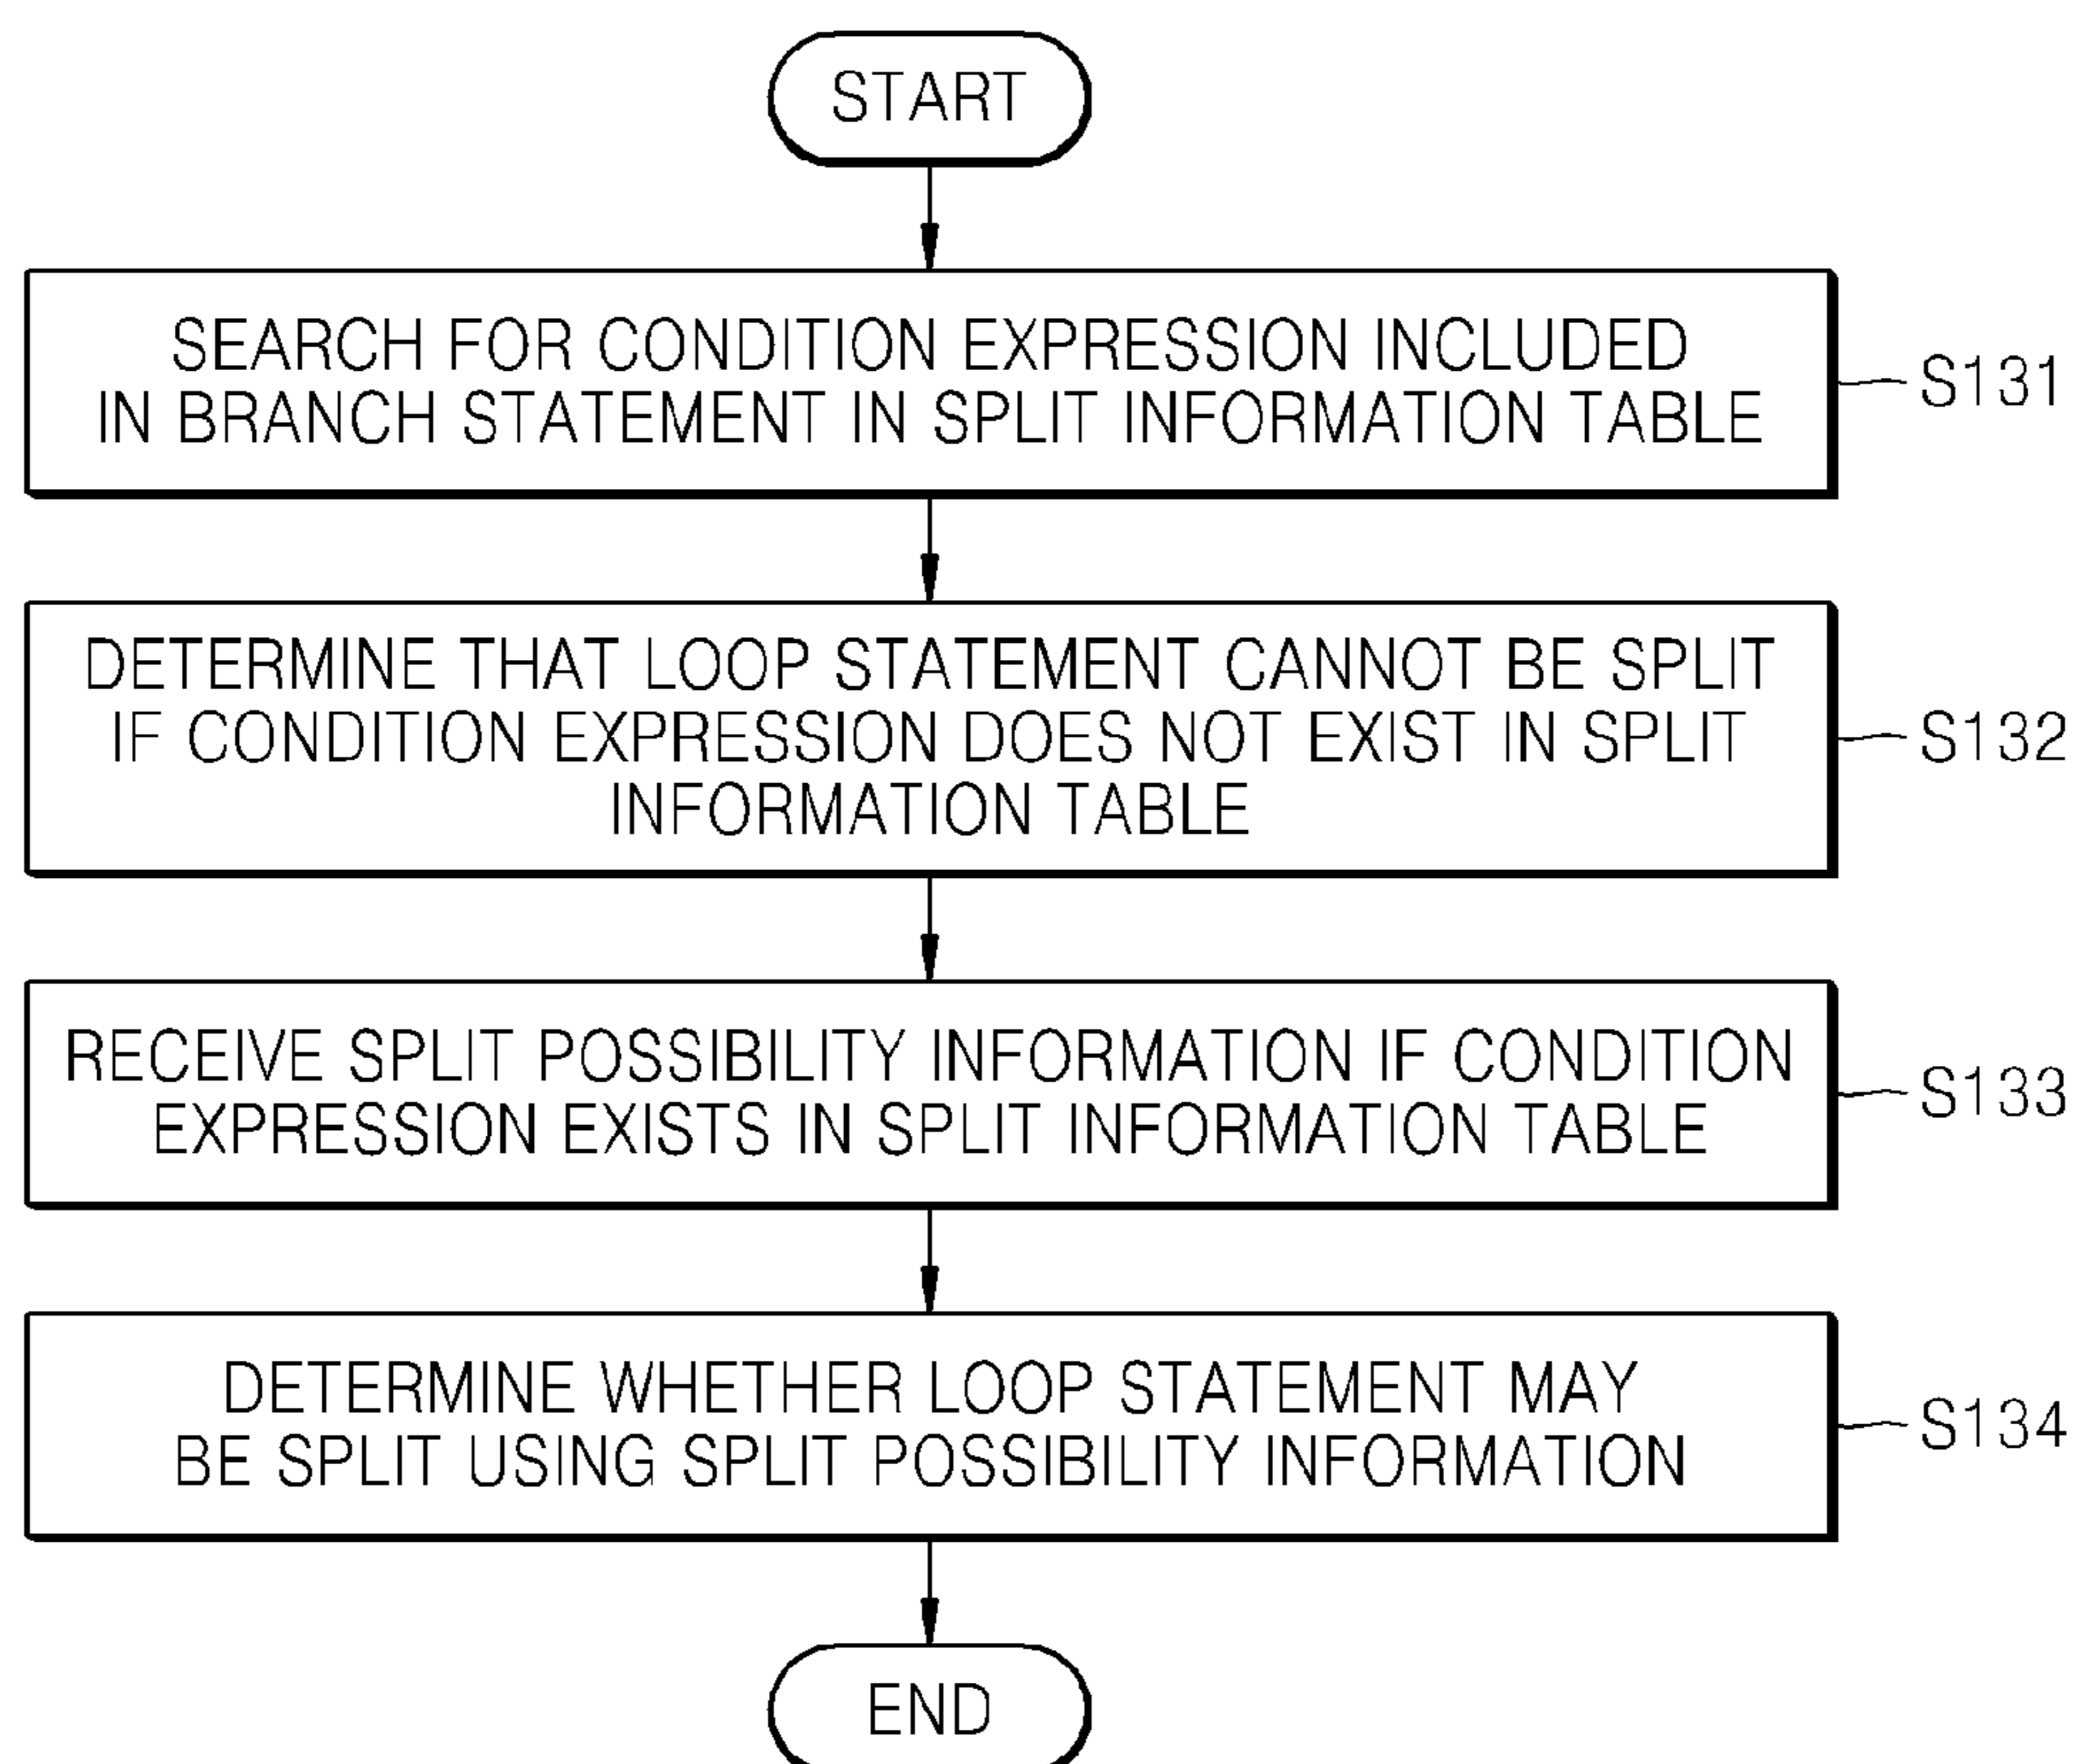 START
SEARCH FOR CONDITION EXPRESSION INCLUDED
IN BRANCH STATEMENT IN SPLIT INFORMATION TABLE
S131
DETERMINE THAT LOOP STATEMENT CANNOT BE SPLIT
IF CONDITION EXPRESSION DOES NOT EXIST IN SPLIT
INFORMATION TABLE
S132
RECEIVE SPLIT POSSIBILITY INFORMATION IF CONDITION
EXPRESSION EXISTS IN SPLIT INFORMATION TABLE
S133
DETERMINE WHETHER LOOP STATEMENT MAY
BE SPLIT USING SPLIT POSSIBILITY INFORMATION
S134
END